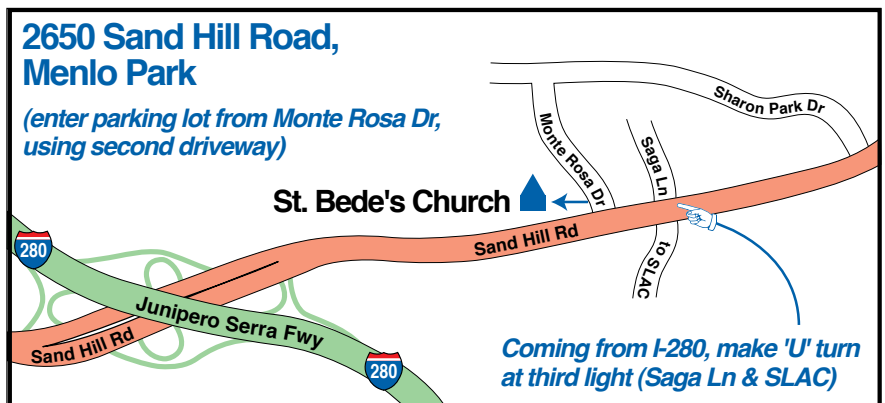 2650 Sand Hill Road,
Menlo Park
(enter parking lot from Monte Rosa Dr,
using second driveway)
Sharon Park Dr
Monte Rosa Dr
Saga Ln
St. Bede's Church
Sand Hill Rd
to SLAC
280
Junipero Serra Fwy
Sand Hill Rd
280
Coming from I-280, make 'U' turn
at third light (Saga Ln & SLAC)